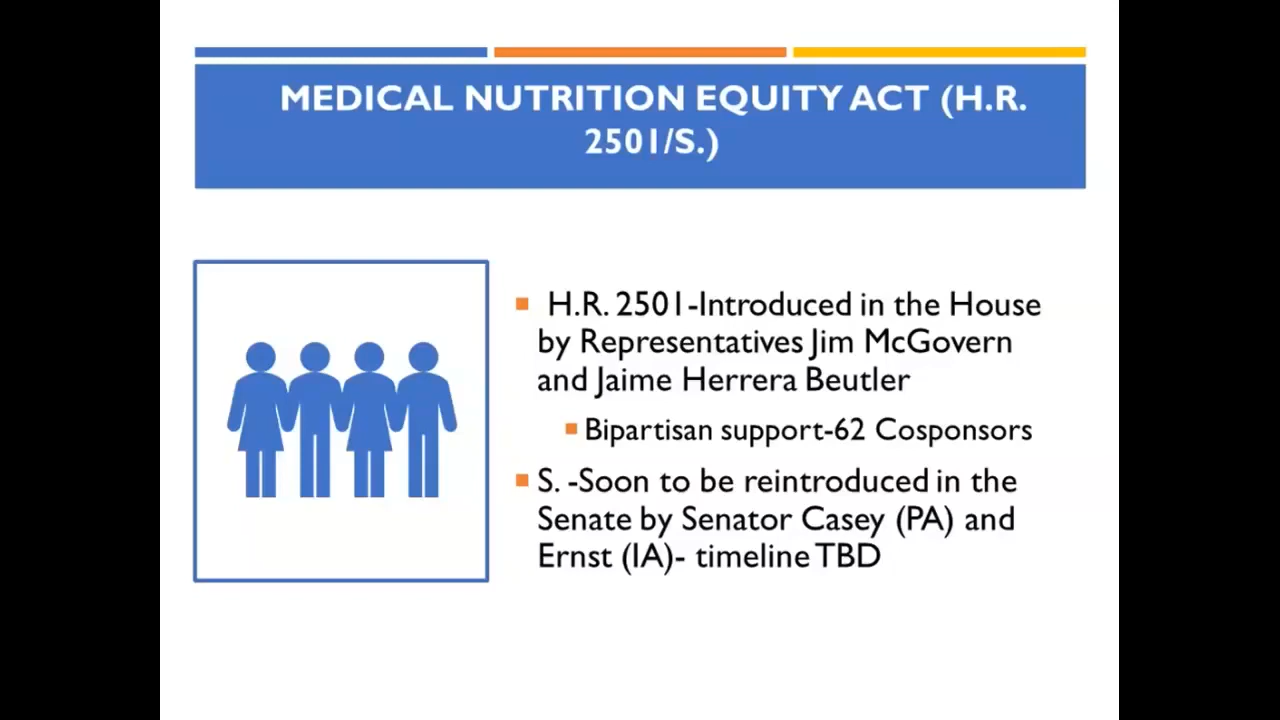 MEDICAL NUTRITION EQUITY ACT (H.R.
2501/S.)
H.R. 2501-Introduced in the House
by Representatives Jim McGovern
and Jaime Herrera Beutler
Bipartisan support-62 Cosponsors
S. -Soon to be reintroduced in the
Senate by Senator Casey (PA) and
Ernst (IA)- timeline TBD